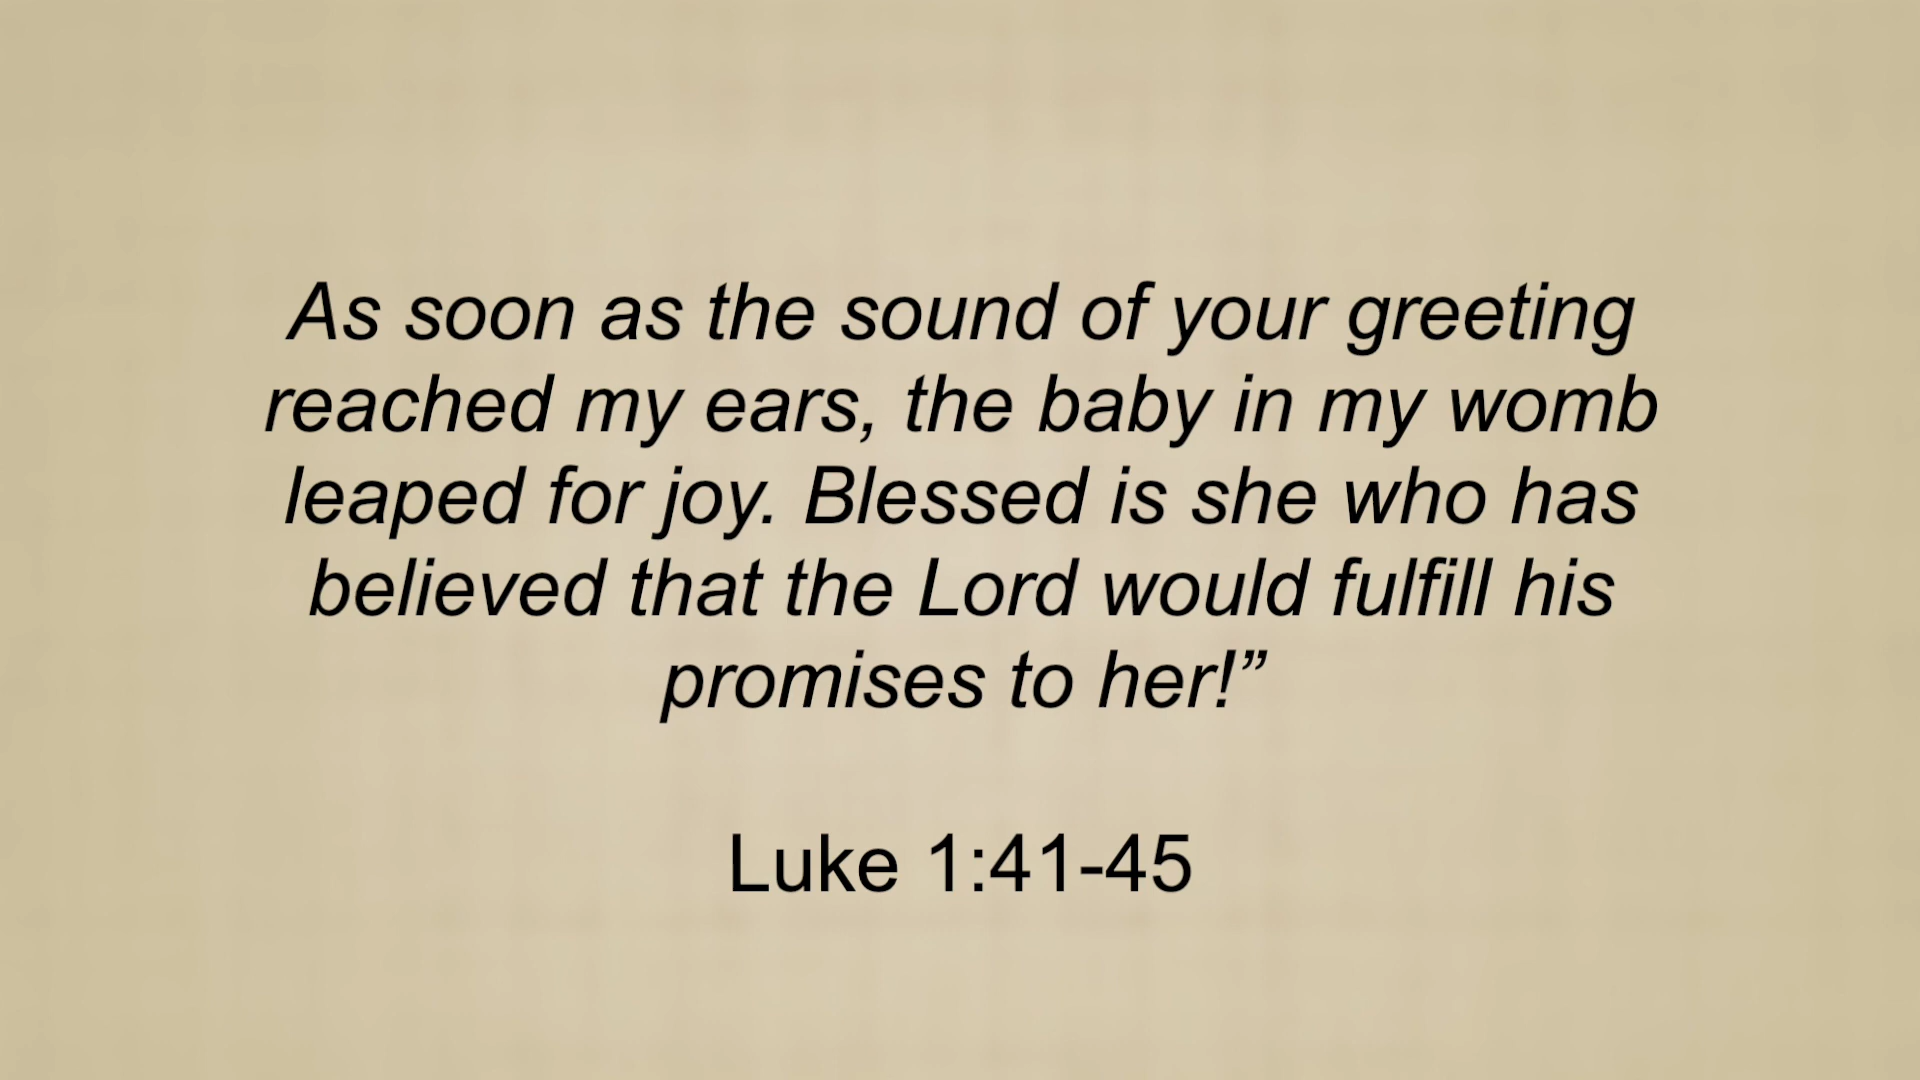 As soon as the sound of your greeting
reached my ears, the baby in my womb
leaped for joy. Blessed is she who has
believed that the Lord would fulfill his
promises to her!”
Luke 1:41-45